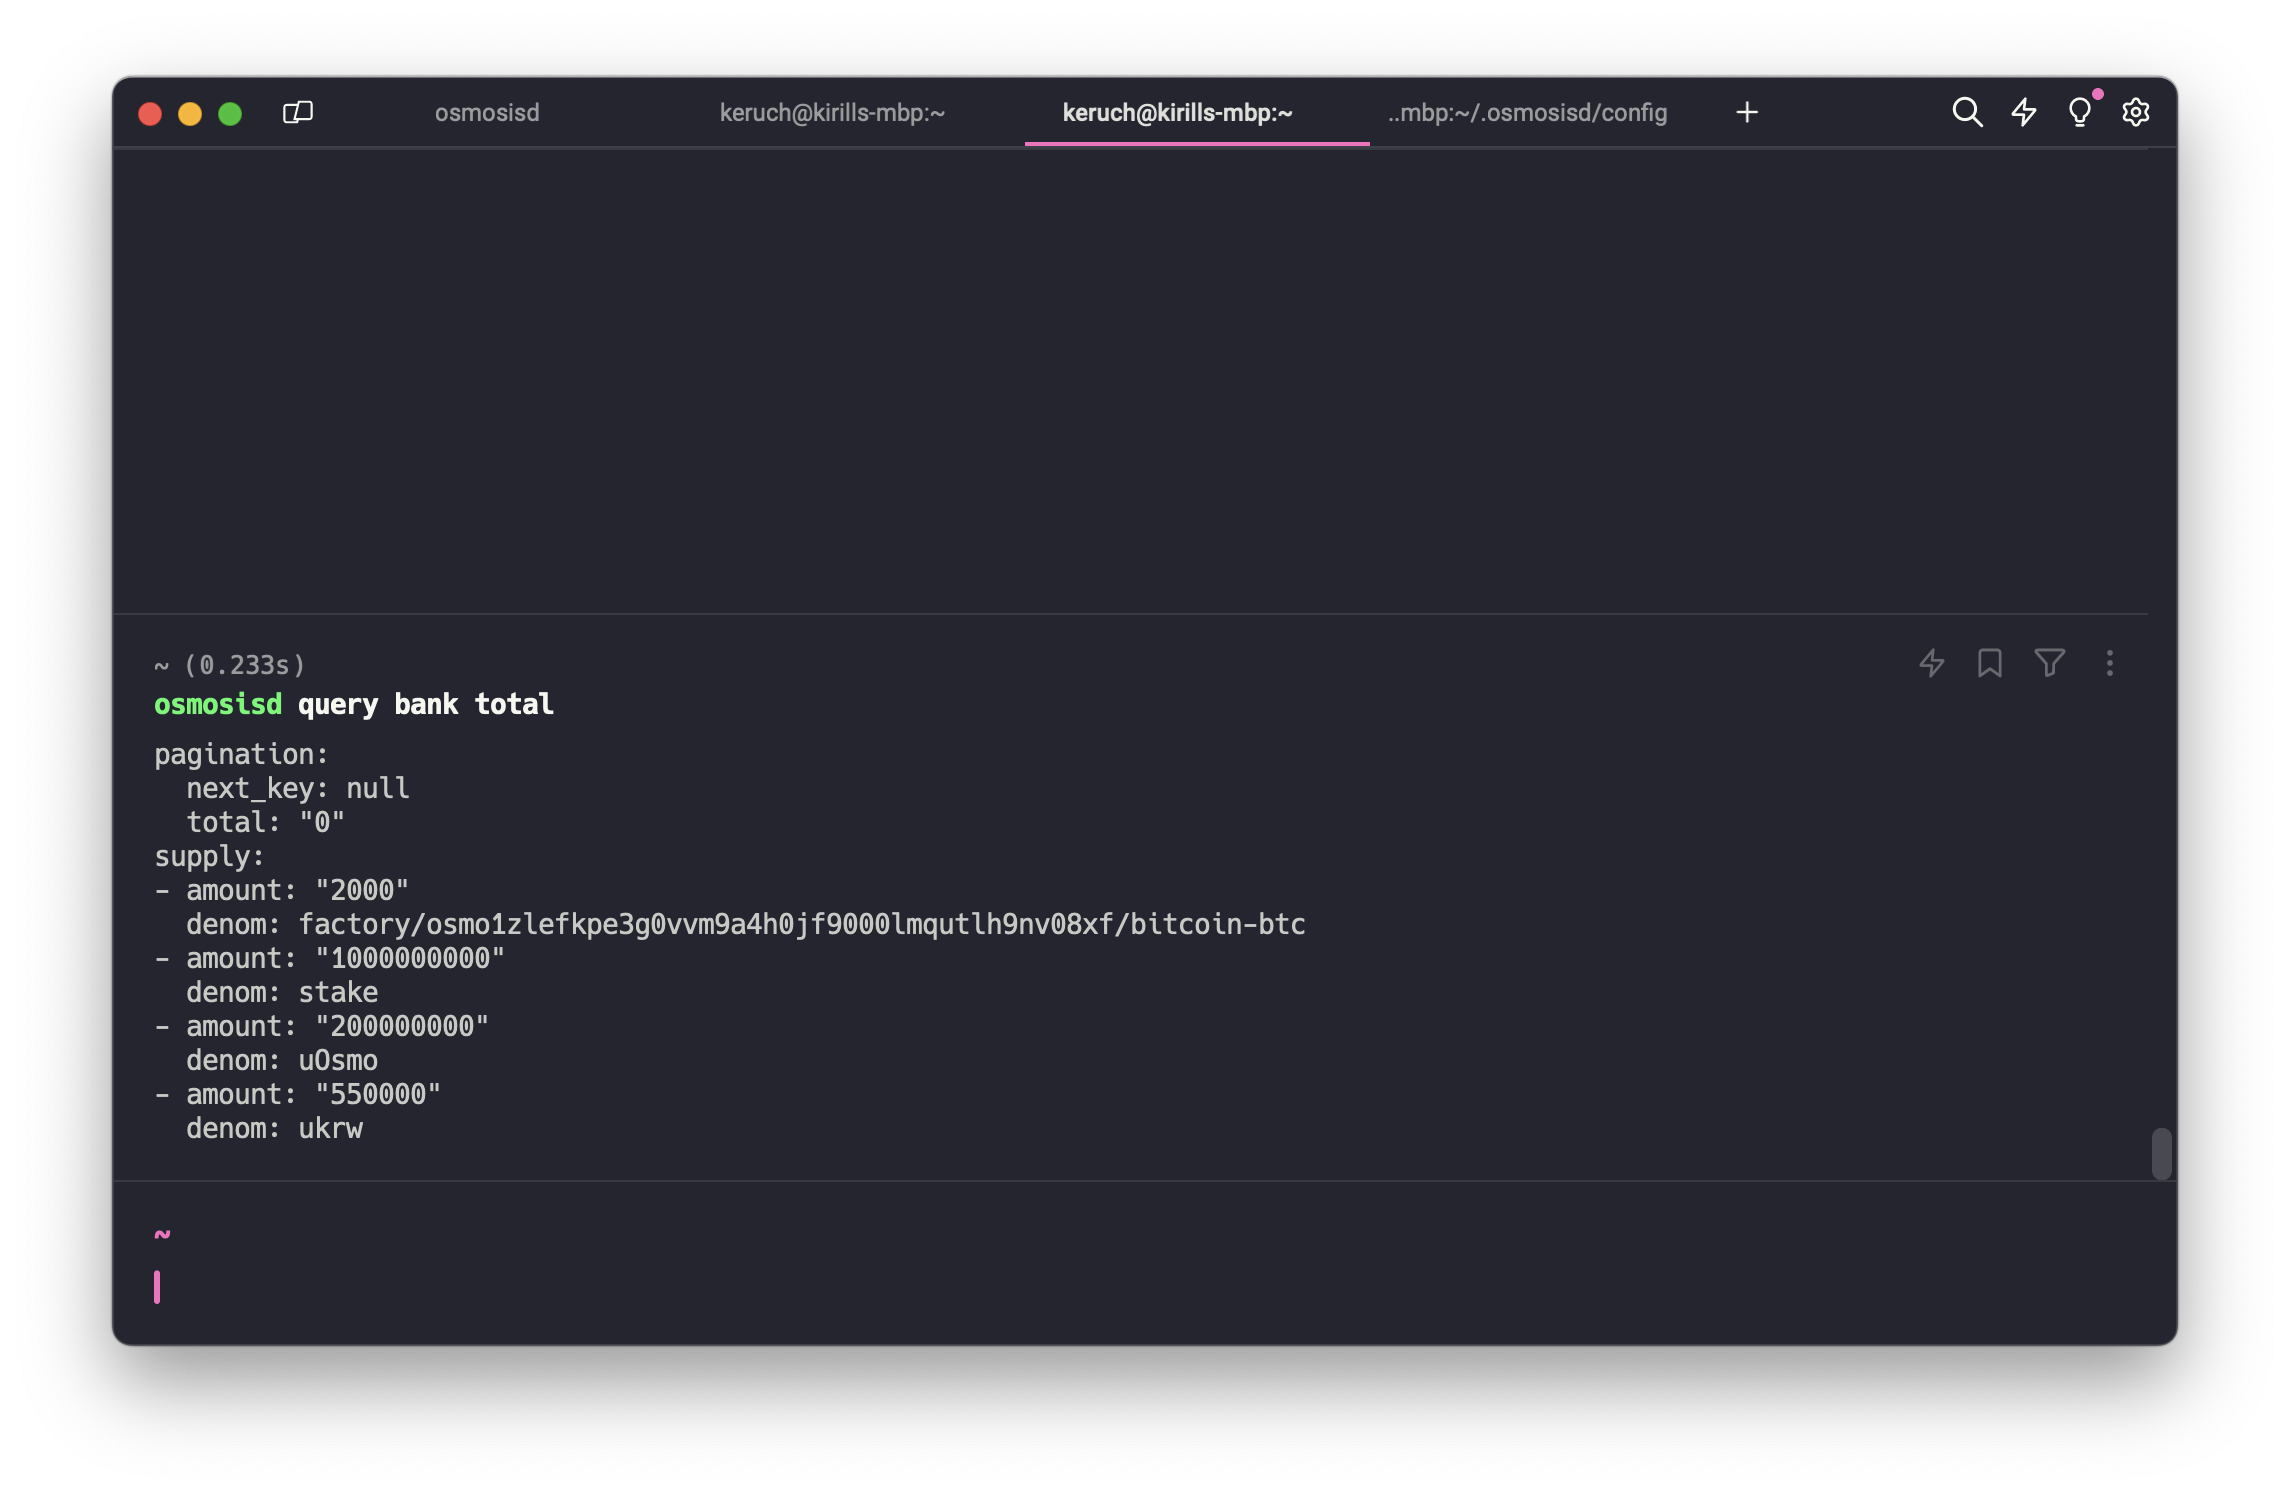 osmosisd
keruch@kirills-mbp:~
keruch@kirills-mbp:~
..mbp:~/.osmosisd/config
~ (0.233s)
osmosisd query bank total
pagination:
  next_key: null
  total: "0"
supply:
- amount: "2000"
  denom: factory/osmo1zlefkpe3g0vvm9a4h0jf9000lmqutlh9nv08xf/bitcoin-btc
- amount: "1000000000"
  denom: stake
- amount: "200000000"
  denom: uOsmo
- amount: "550000"
  denom: ukrw
~